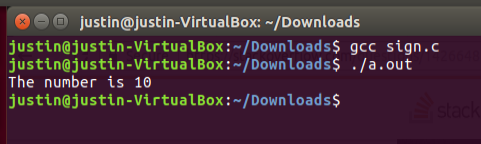 justin@justin-VirtualBox: ~/Downloads
justin@justin-VirtualBox:~/Downloads$ gcc sign.c
justin@justin-VirtualBox:~/Downloads$ ./a.out
The number is 10
justin@justin-VirtualBox:~/Downloads$
stack